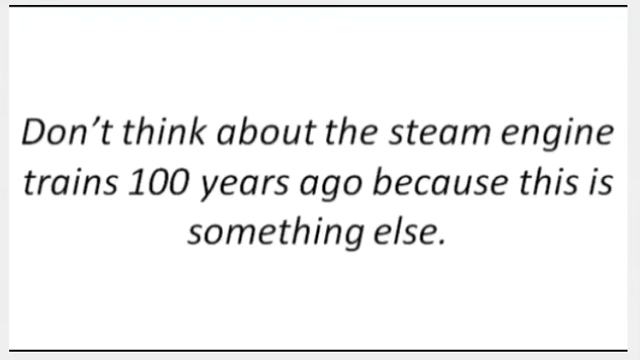 Don’t think about the steam engine
trains 100 years ago because this is
something else.